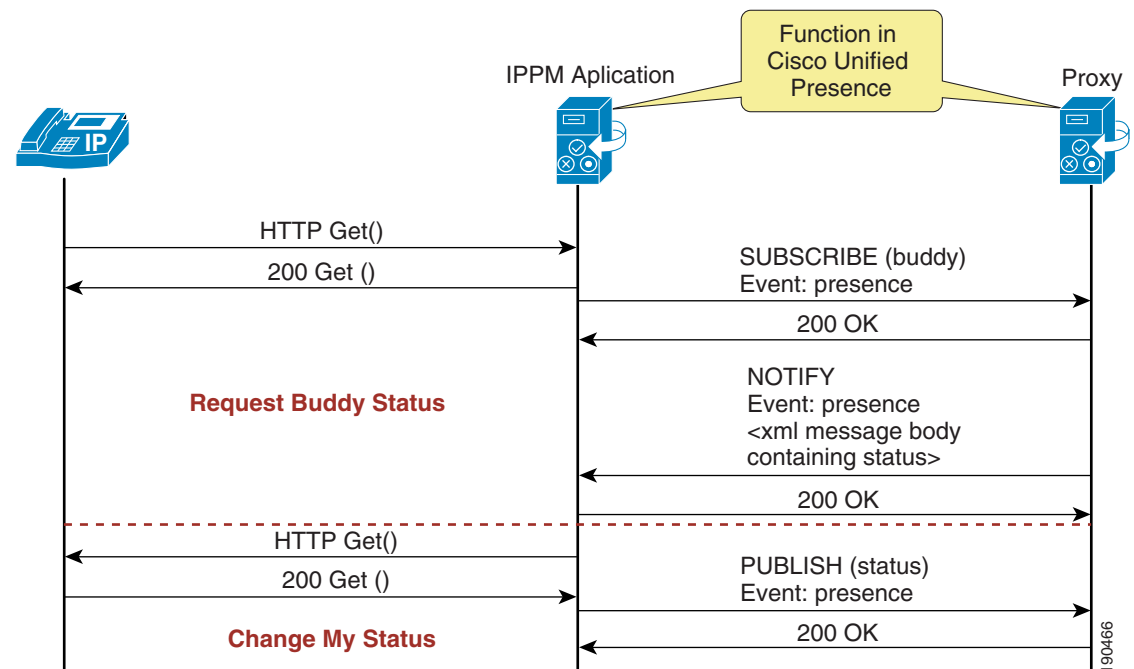 Function in
Cisco Unified
Presence
IPPM Aplication
Proxy
IP
HTTP Get()
200 Get ()
SUBSCRIBE (buddy)
Event: presence
200 OK
Request Buddy Status
NOTIFY
Event: presence
<xml message body
containing status>
200 OK
HTTP Get()
200 Get ()
PUBLISH (status)
Event: presence
Change My Status
200 OK
190466